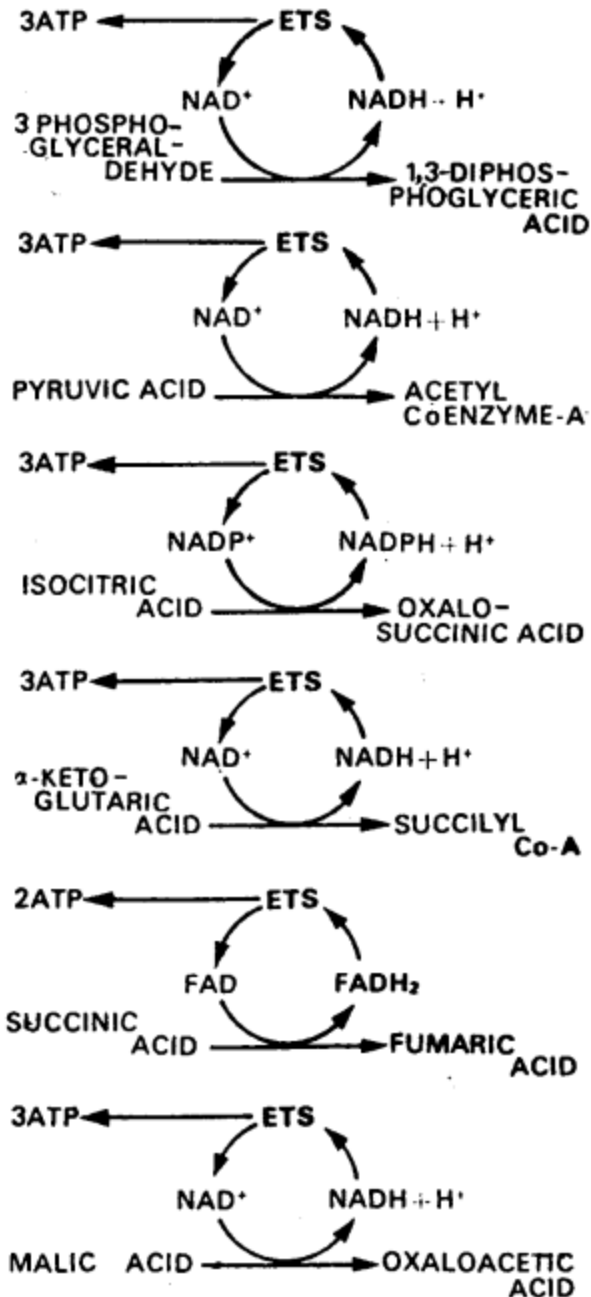 3ATP ETS
NAD⁺ NADH + H⁺
3 PHOSPHO-
GLYCERAL-
DEHYDE
1,3-DIPHOS-
PHOGLYCERIC
ACID
3ATP ETS
NAD⁺ NADH + H⁺
PYRUVIC ACID
ACETYL
CoENZYME-A
3ATP ETS
NADP⁺ NADPH + H⁺
ISOCITRIC
ACID
OXALO-
SUCCINIC ACID
3ATP ETS
NAD⁺ NADH + H⁺
α-KETO-
GLUTARIC
ACID
SUCCILYL
Co-A
2ATP ETS
FAD FADH₂
SUCCINIC
ACID
FUMARIC
ACID
3ATP ETS
NAD⁺ NADH + H⁺
MALIC ACID
OXALOACETIC
ACID